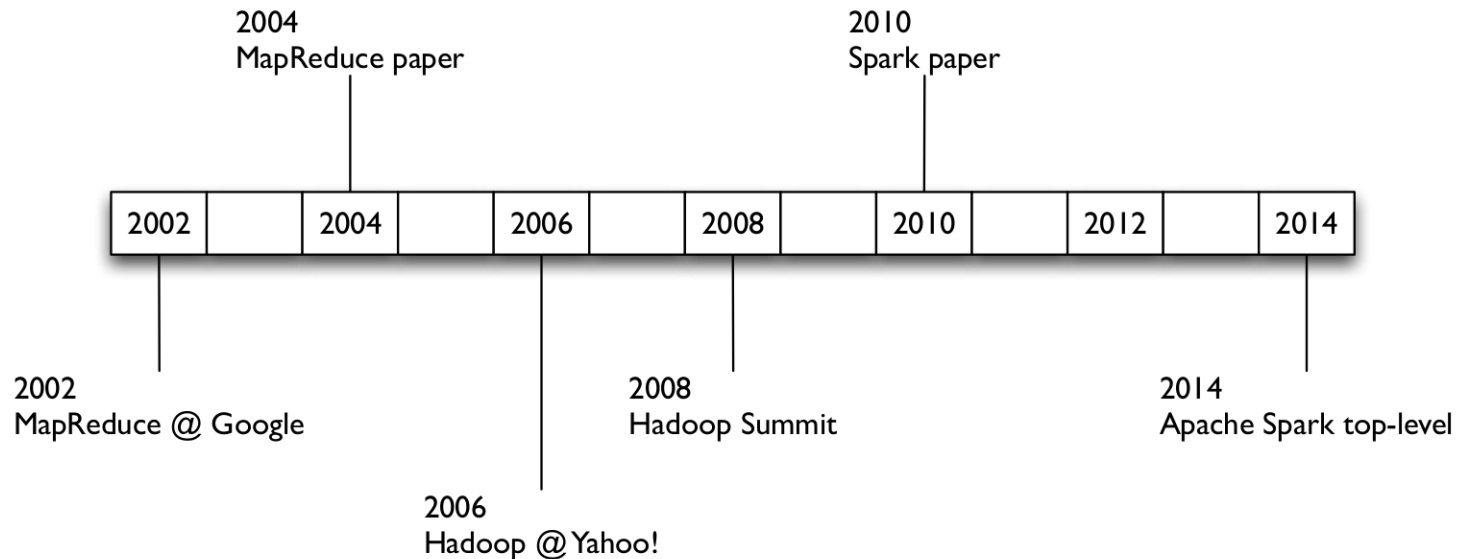 2004
MapReduce paper
2010
Spark paper
2002 2004 2006 2008 2010 2012 2014
2002
MapReduce @ Google
2008
Hadoop Summit
2014
Apache Spark top-level
2006
Hadoop @ Yahoo!